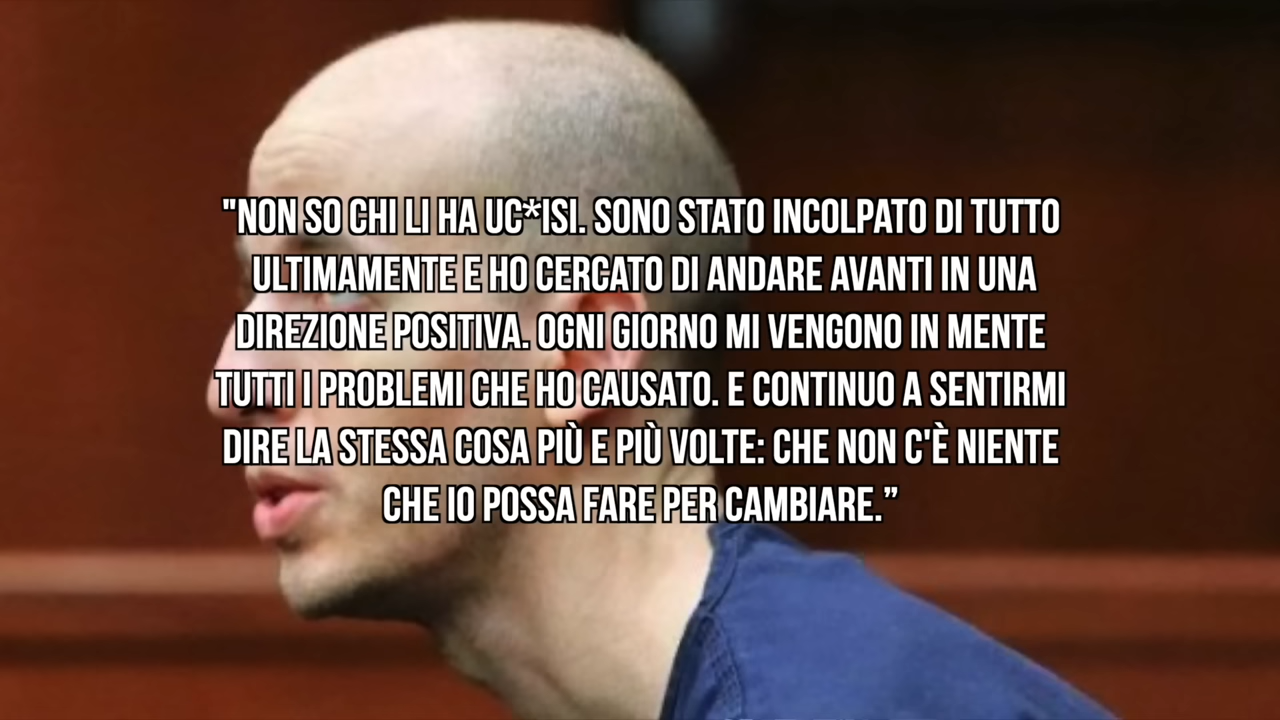 "NON SO CHI LI HA UC*ISI. SONO STATO INCOLPATO DI TUTTO
ULTIMAMENTE E HO CERCATO DI ANDARE AVANTI IN UNA
DIREZIONE POSITIVA. OGNI GIORNO MI VENGONO IN MENTE
TUTTI I PROBLEMI CHE HO CAUSATO. E CONTINUO A SENTIRMI
DIRE LA STESSA COSA PIÙ E PIÙ VOLTE: CHE NON C'È NIENTE
CHE IO POSSA FARE PER CAMBIARE.”